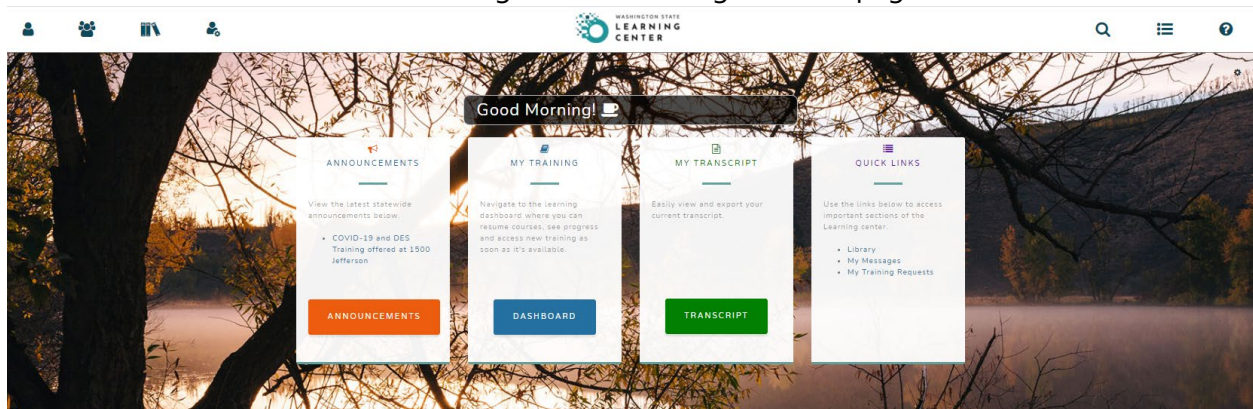 WASHINGTON STATE
LEARNING
CENTER
Good Morning!
ANNOUNCEMENTS
View the latest statewide
announcements below.
COVID-19 and DES
Training offered at 1500
Jefferson
ANNOUNCEMENTS
MY TRAINING
Navigate to the learning
dashboard where you can
resume courses, see progress
and access new training as
soon as it's available.
DASHBOARD
MY TRANSCRIPT
Easily view and export your
current transcript.
TRANSCRIPT
QUICK LINKS
Use the links below to access
important sections of the
Learning center.
Library
My Messages
My Training Requests